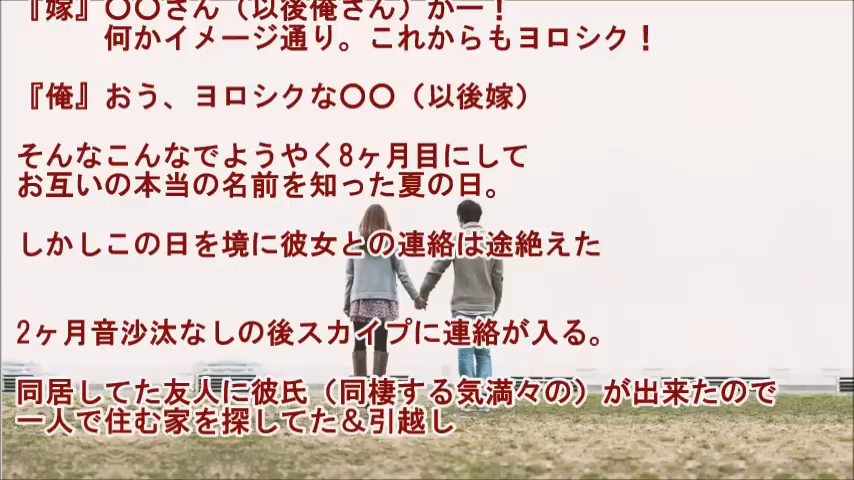 『嫁』〇〇さん（以後俺さん）かー！
何かイメージ通り。これからもヨロシク！
『俺』おう、ヨロシクな〇〇（以後嫁）
そんなこんなでようやく8ヶ月目にして
お互いの本当の名前を知った夏の日。
しかしこの日を境に彼女との連絡は途絶えた
2ヶ月音沙汰なしの後スカイプに連絡が入る。
同居してた友人に彼氏（同棲する気満々の）が出来たので
一人で住む家を探してた＆引越し